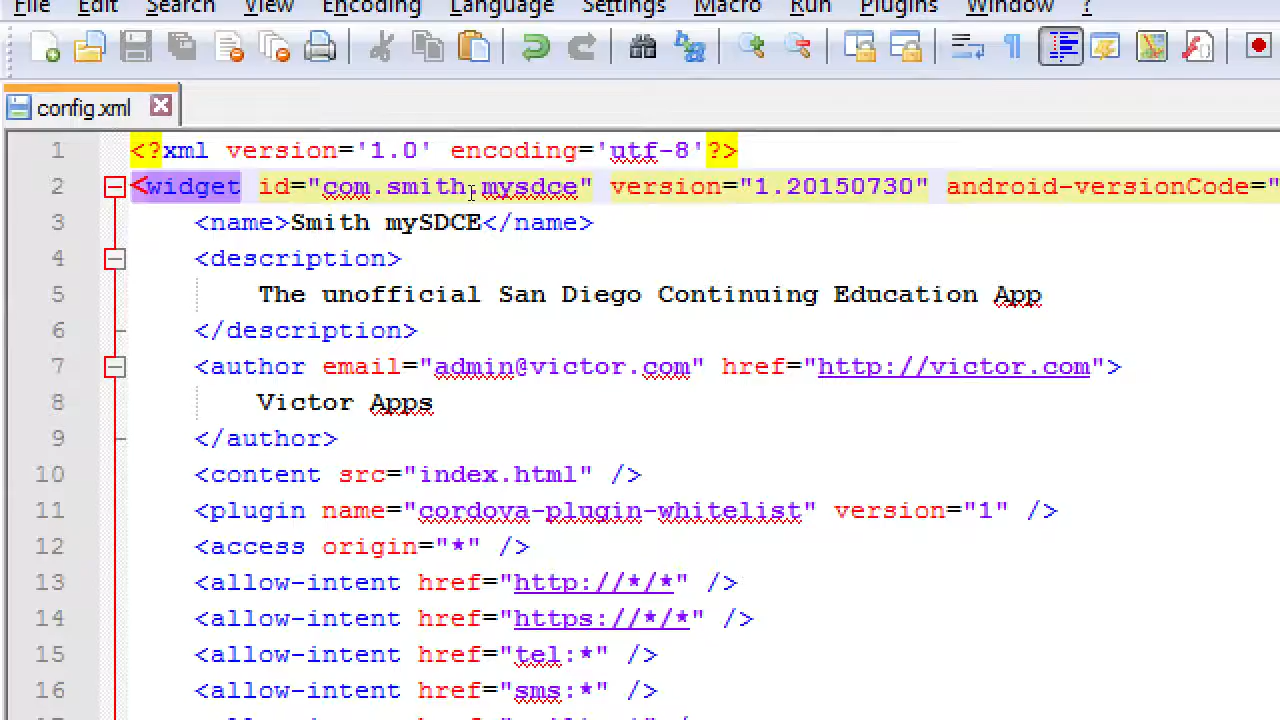 File Edit Search View Encoding Language Settings Macro Run Plugins Window ?
config.xml
1 <?xml version='1.0' encoding='utf-8'?>
2 <widget id="com.smith.mysdce" version="1.20150730" android-versionCode="
3 <name>Smith mySDCE</name>
4 <description>
5 The unofficial San Diego Continuing Education App
6 </description>
7 <author email="admin@victor.com" href="http://victor.com">
8 Victor Apps
9 </author>
10 <content src="index.html" />
11 <plugin name="cordova-plugin-whitelist" version="1" />
12 <access origin="*" />
13 <allow-intent href="http://*/*" />
14 <allow-intent href="https://*/*" />
15 <allow-intent href="tel:*" />
16 <allow-intent href="sms:*" />